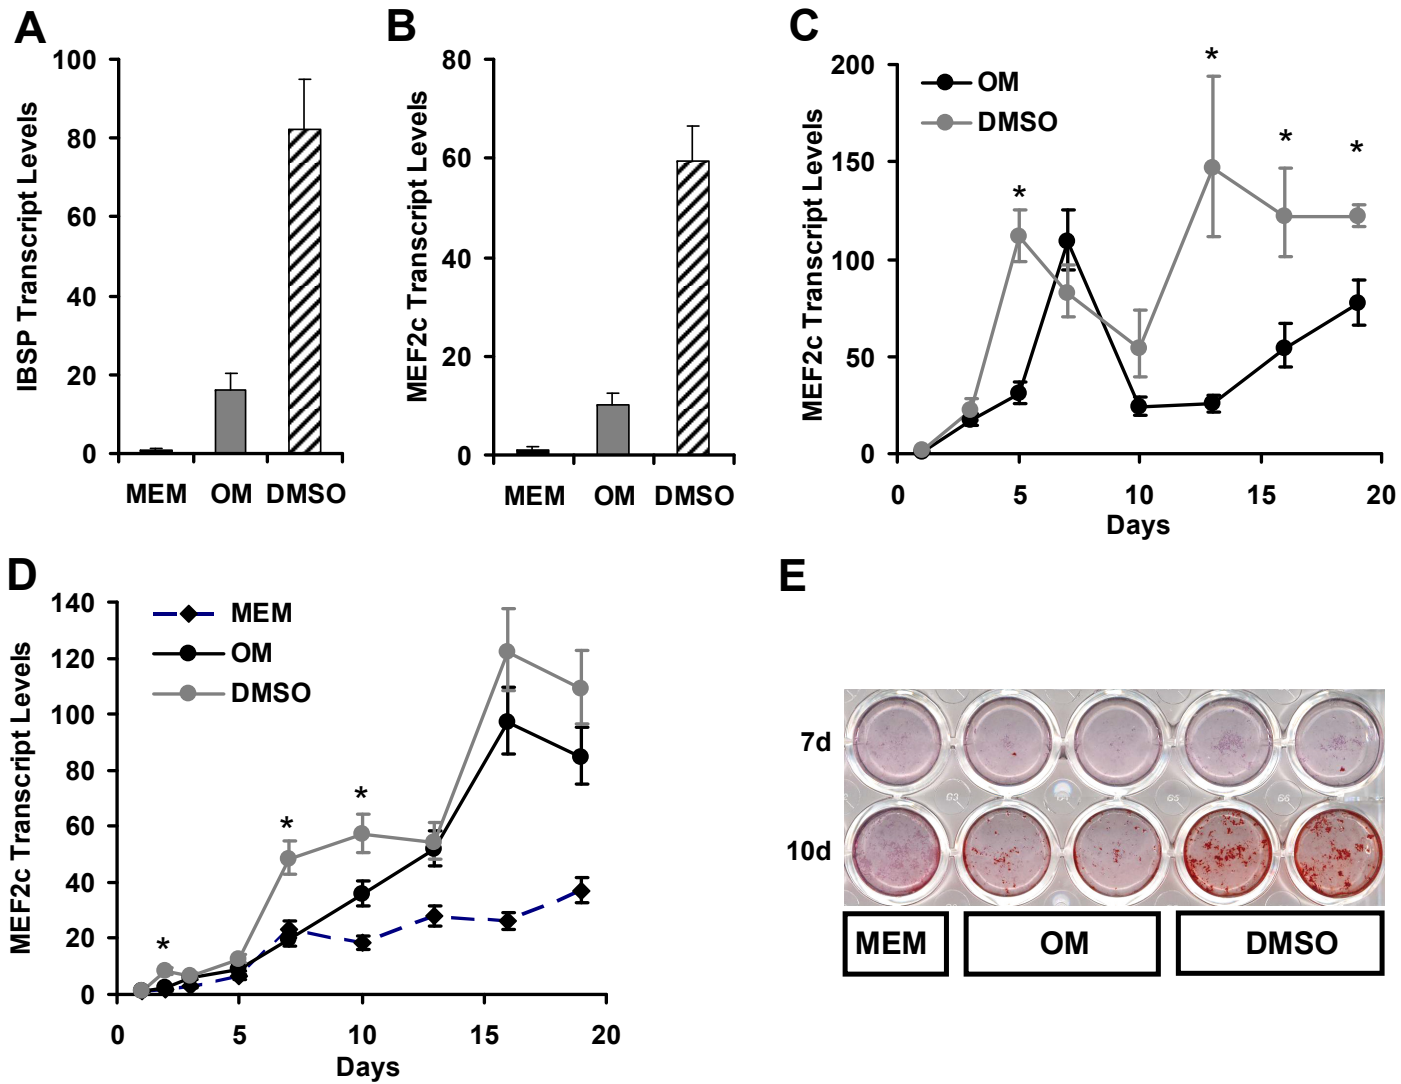 A
IBSP Transcript Levels
100
80
60
40
20
0
MEM OM DMSO
B
MEF2c Transcript Levels
80
60
40
20
0
MEM OM DMSO
C
MEF2c Transcript Levels
200
150
100
50
0
OM
DMSO
*
*
*
*
0 5 10 15 20
Days
D
MEF2c Transcript Levels
140
120
100
80
60
40
20
0
MEM
OM
DMSO
*
*
*
0 5 10 15 20
Days
E
7d
G3
G5
G6
10d
MEM OM DMSO